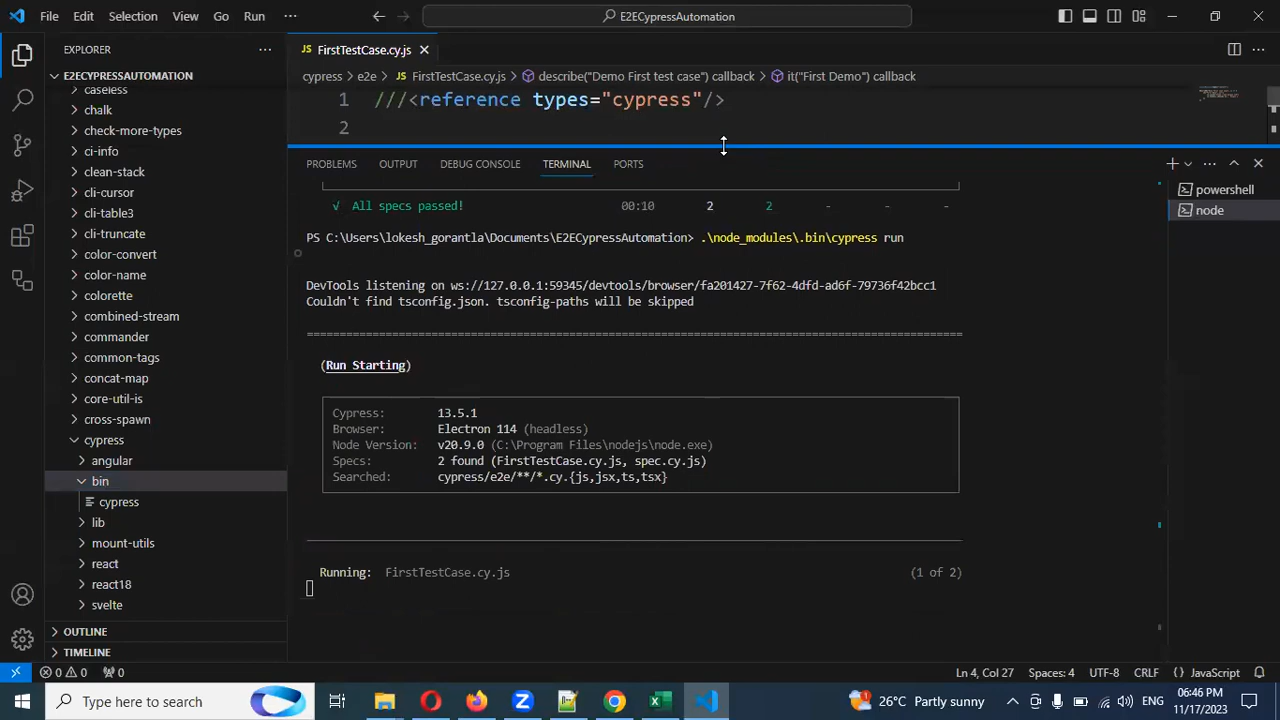 File Edit Selection View Go Run ··· E2ECypressAutomation
EXPLORER
E2ECYPRESSAUTOMATION
caseless
chalk
check-more-types
ci-info
clean-stack
cli-cursor
cli-table3
cli-truncate
color-convert
color-name
colorette
combined-stream
commander
common-tags
concat-map
core-util-is
cross-spawn
cypress
angular
bin
cypress
lib
mount-utils
react
react18
svelte
OUTLINE
TIMELINE
JS FirstTestCase.cy.js
cypress > e2e > JS FirstTestCase.cy.js > describe("Demo First test case") callback > it("First Demo") callback
1 ///<reference types="cypress"/>
2
PROBLEMS OUTPUT DEBUG CONSOLE TERMINAL PORTS
√ All specs passed! 00:10 2 2 - - -
PS C:\Users\lokesh_gorantla\Documents\E2ECypressAutomation> .\node_modules\.bin\cypress run
DevTools listening on ws://127.0.0.1:59345/devtools/browser/fa201427-7f62-4dfd-ad6f-79736f42bcc1
Couldn't find tsconfig.json. tsconfig-paths will be skipped
====================================================================================================
(Run Starting)
Cypress: 13.5.1
Browser: Electron 114 (headless)
Node Version: v20.9.0 (C:\Program Files\nodejs\node.exe)
Specs: 2 found (FirstTestCase.cy.js, spec.cy.js)
Searched: cypress/e2e/**/*.cy.{js,jsx,ts,tsx}
Running: FirstTestCase.cy.js (1 of 2)
powershell
node
0 0 0 Ln 4, Col 27 Spaces: 4 UTF-8 CRLF {} JavaScript
Type here to search 26°C Partly sunny ENG 06:46 PM
11/17/2023